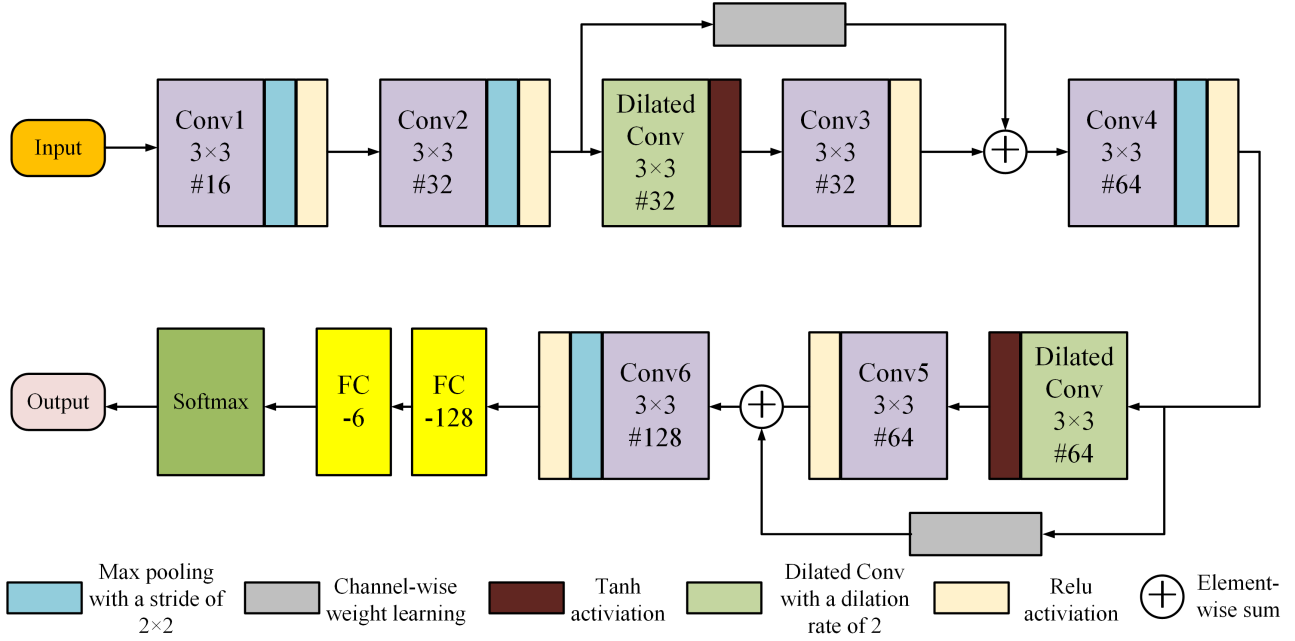 Input
Conv1
3×3
#16
Conv2
3×3
#32
Dilated
Conv
3×3
#32
Conv3
3×3
#32
Conv4
3×3
#64
Output
Softmax
FC
-6
FC
-128
Conv6
3×3
#128
Conv5
3×3
#64
Dilated
Conv
3×3
#64
Max pooling
with a stride of
2×2
Channel-wise
weight learning
Tanh
activiation
Dilated Conv
with a dilation
rate of 2
Relu
activiation
Element-
wise sum